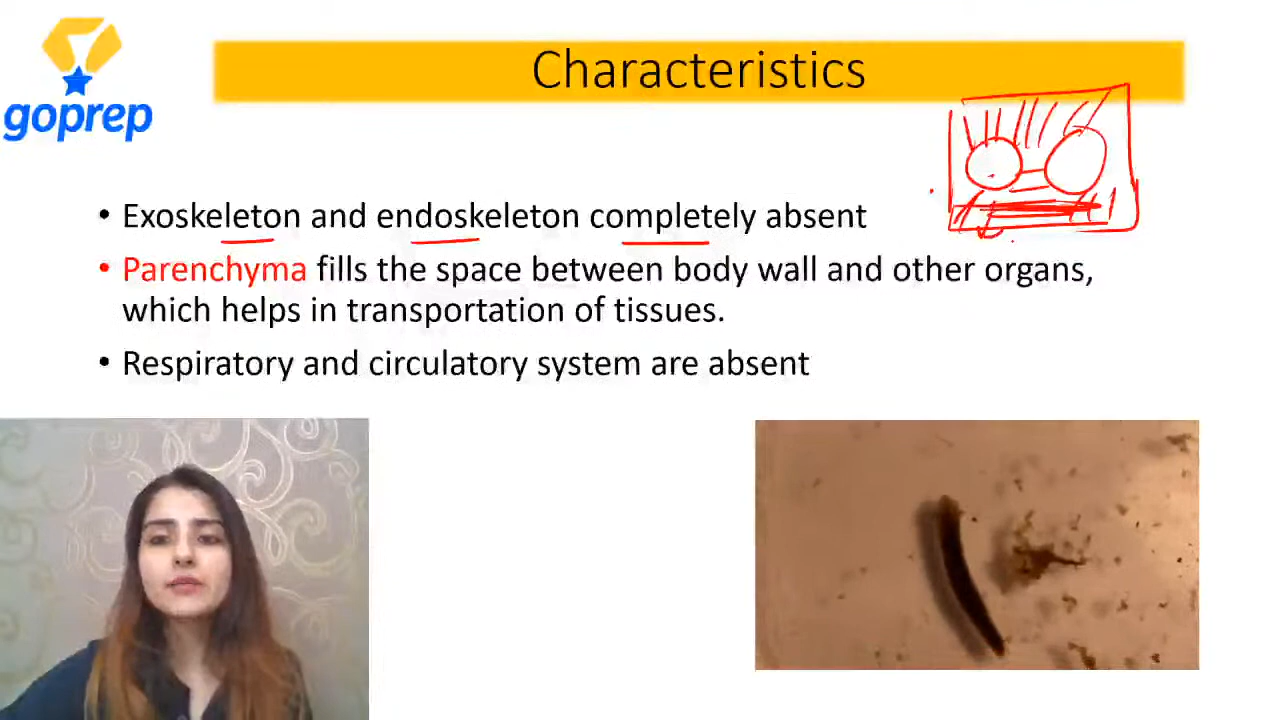 goprep
Characteristics
• Exoskeleton and endoskeleton completely absent
• Parenchyma fills the space between body wall and other organs,
which helps in transportation of tissues.
• Respiratory and circulatory system are absent